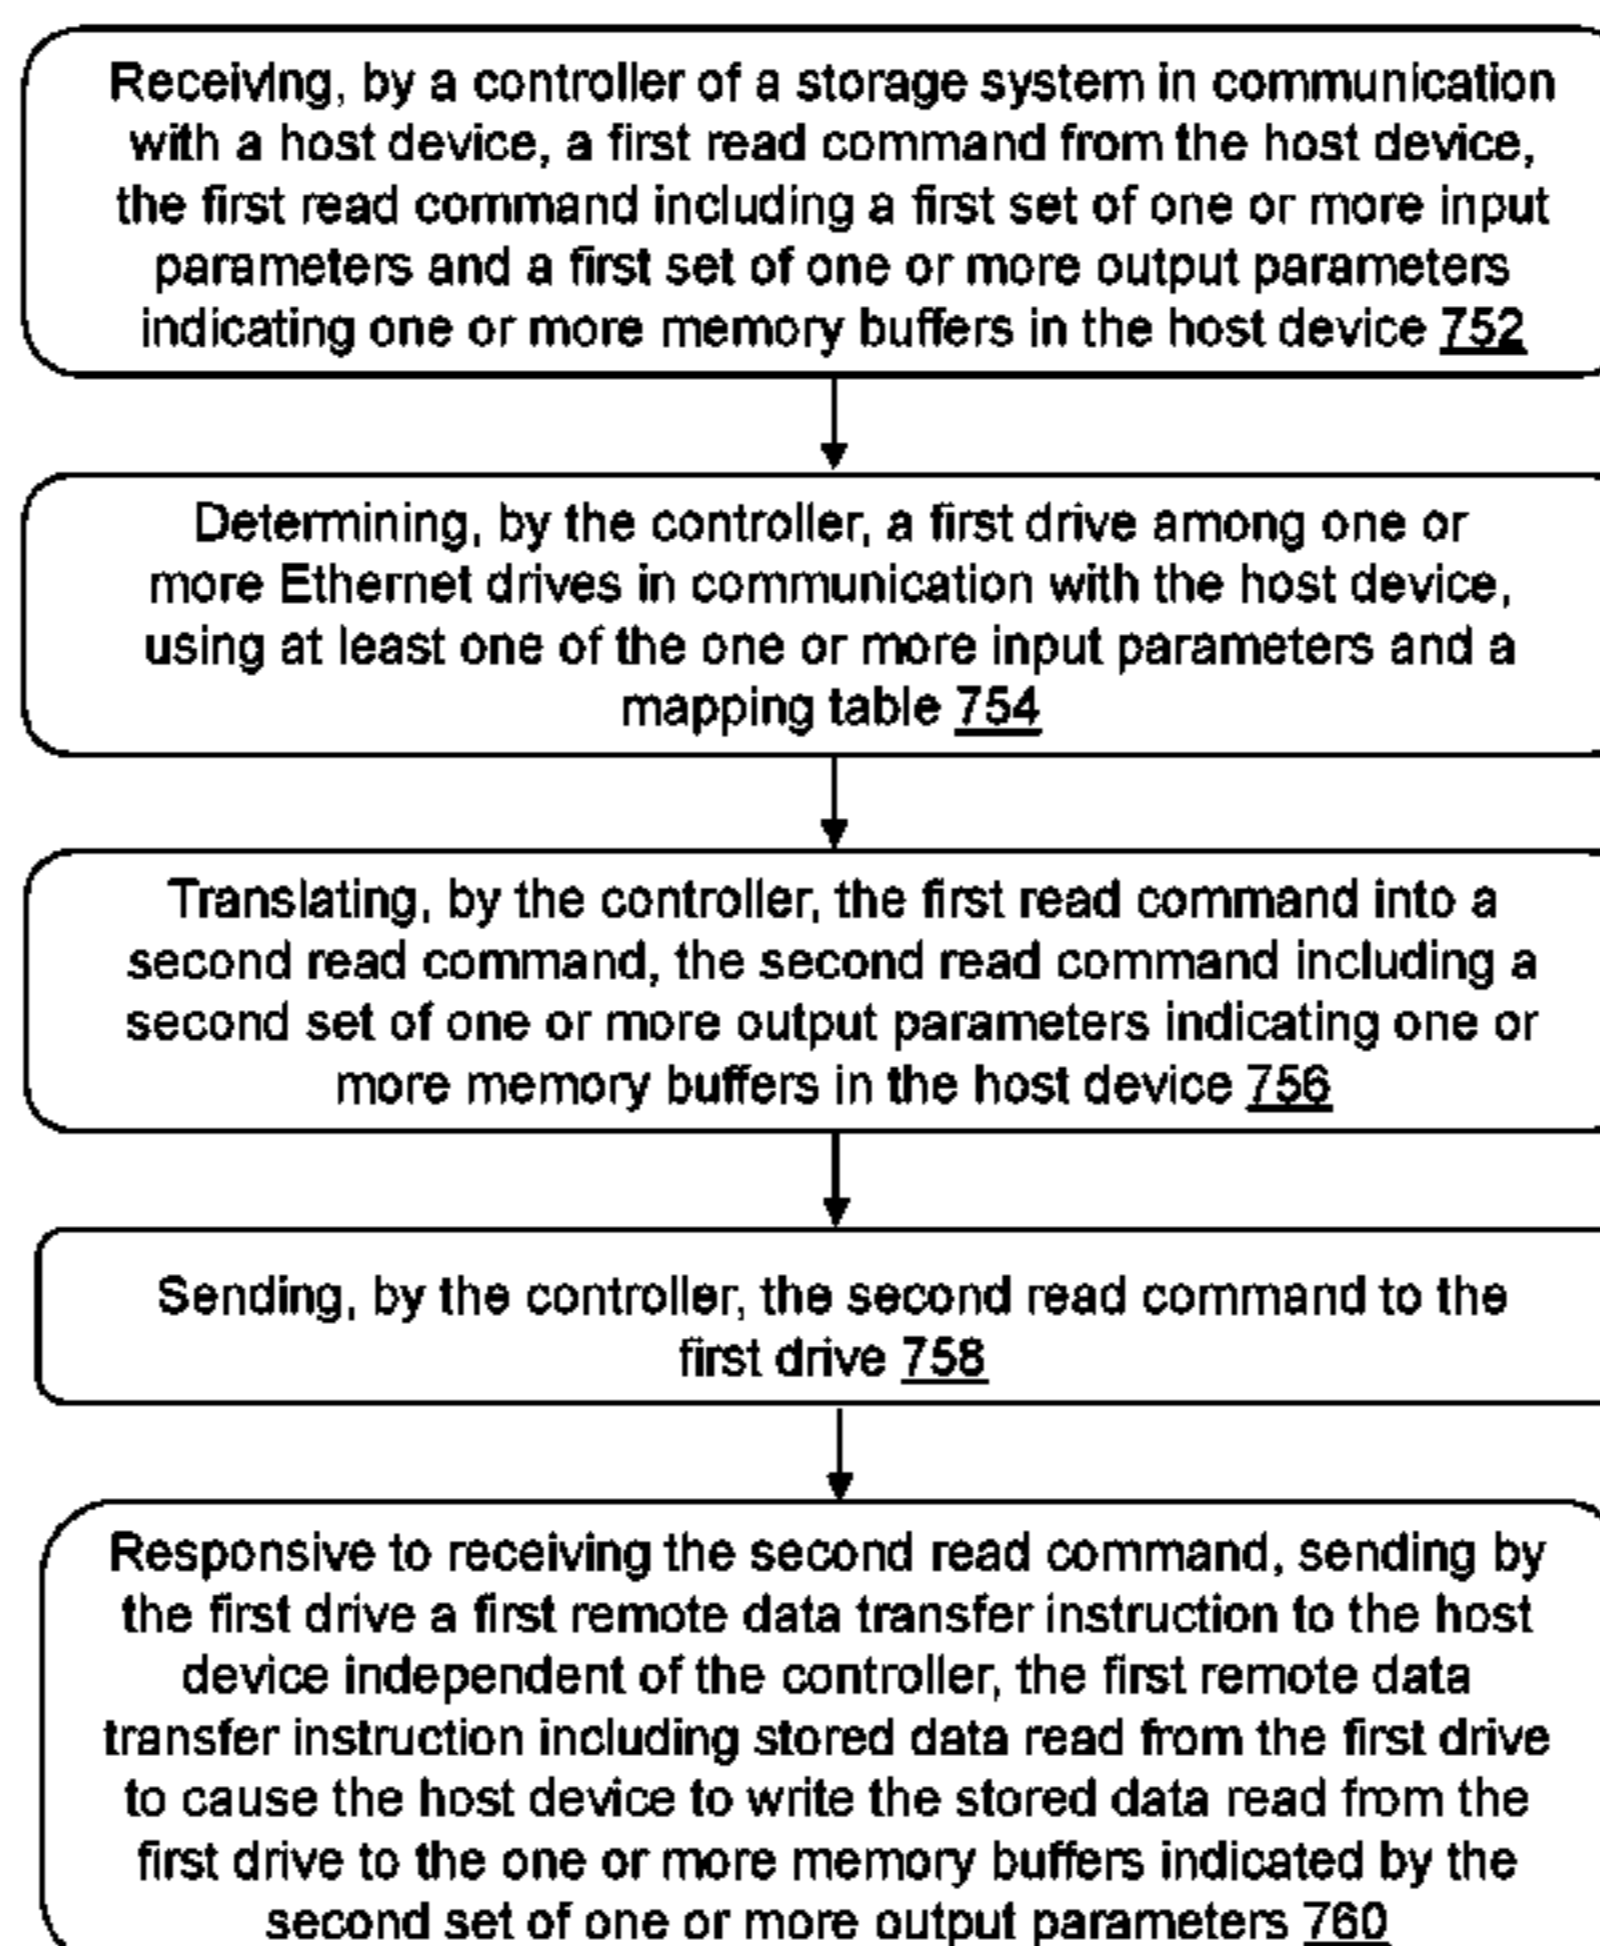 Receiving, by a controller of a storage system in communication
with a host device, a first read command from the host device,
the first read command including a first set of one or more input
parameters and a first set of one or more output parameters
indicating one or more memory buffers in the host device 752
Determining, by the controller, a first drive among one or
more Ethernet drives in communication with the host device,
using at least one of the one or more input parameters and a
mapping table 754
Translating, by the controller, the first read command into a
second read command, the second read command including a
second set of one or more output parameters indicating one or
more memory buffers in the host device 756
Sending, by the controller, the second read command to the
first drive 758
Responsive to receiving the second read command, sending by
the first drive a first remote data transfer instruction to the host
device independent of the controller, the first remote data
transfer instruction including stored data read from the first drive
to cause the host device to write the stored data read from the
first drive to the one or more memory buffers indicated by the
second set of one or more output parameters 760